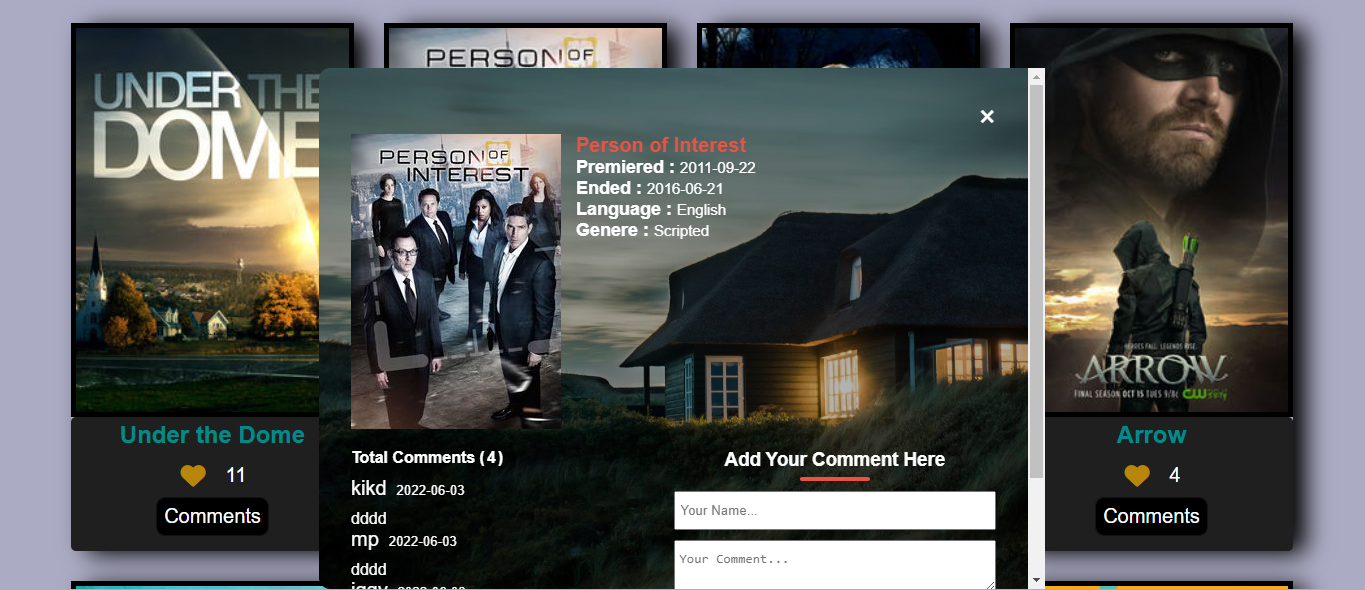 UNDER THE
DOME
PERSON OF
×
PERSON OF
INTEREST
Person of Interest
Premiered : 2011-09-22
Ended : 2016-06-21
Language : English
Genere : Scripted
HEROES FALL. LEGENDS RISE.
ARROW
FINAL SEASON OCT 15 TUES 9/8c CW
Under the Dome
11
Comments
Total Comments ( 4 )
kikd 2022-06-03
dddd
mp 2022-06-03
dddd
Add Your Comment Here
Your Name...
Your Comment...
Arrow
4
Comments